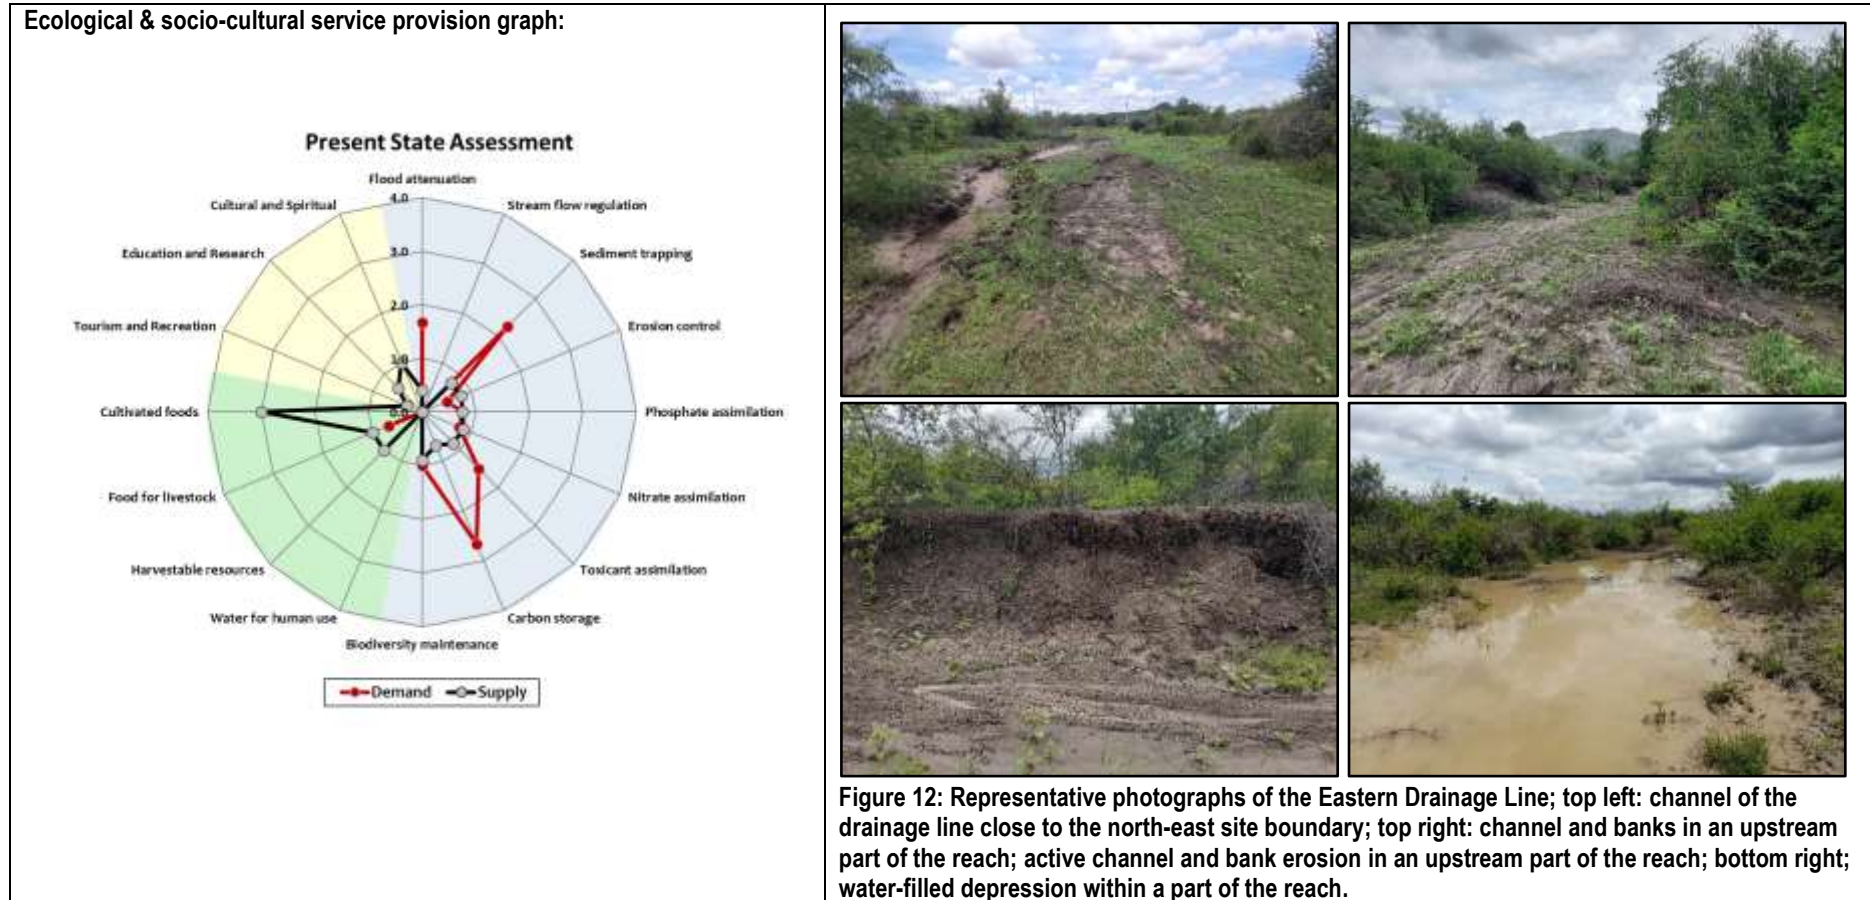 Ecological & socio-cultural service provision graph:
Present State Assessment
Flood attenuation
Stream flow regulation
Sediment trapping
Erosion control
Phosphate assimilation
Nitrate assimilation
Toxicant assimilation
Carbon storage
Biodiversity maintenance
Water for human use
Harvestable resources
Food for livestock
Cultivated foods
Tourism and Recreation
Education and Research
Cultural and Spiritual
4.0
3.0
2.0
1.0
0.0
Demand Supply
Figure 12: Representative photographs of the Eastern Drainage Line; top left: channel of the
drainage line close to the north-east site boundary; top right: channel and banks in an upstream
part of the reach; active channel and bank erosion in an upstream part of the reach; bottom right;
water-filled depression within a part of the reach.